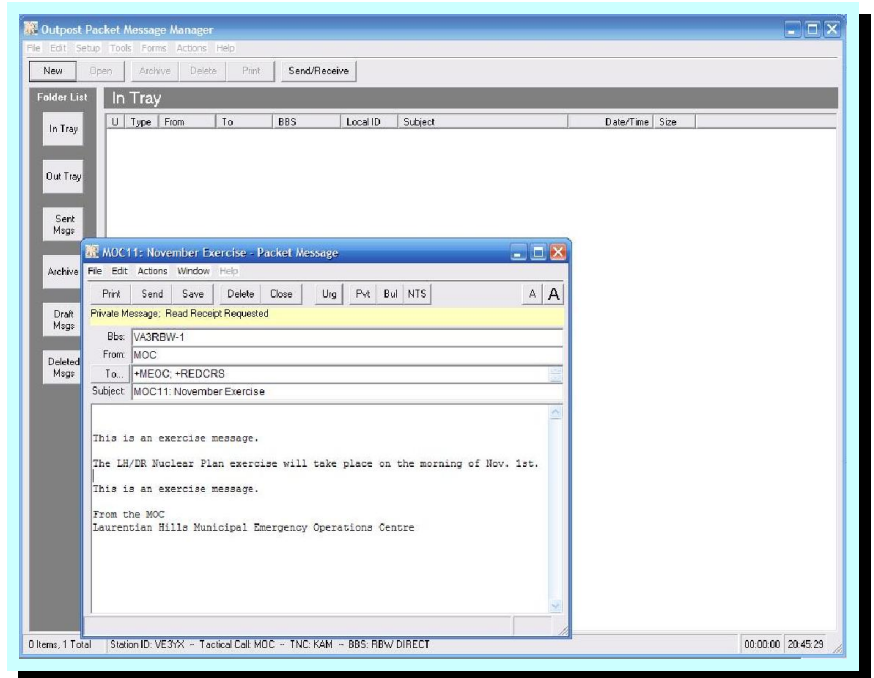 Outpost Packet Message Manager
File Edit Setup Tools Forms Actions Help
New Open Archive Delete Print Send/Receive
Folder List In Tray
U Type From To BBS Local ID Subject Date/Time Size
In Tray
Out Tray
Sent
Msgs
Archive
Draft
Msgs
Deleted
Msgs
MOC11: November Exercise - Packet Message
File Edit Actions Window Help
Print Send Save Delete Close Urg Pvt Bul NTS A A
Private Message; Read Receipt Requested
Bbs: VA3RBW-1
From: MOC
To... +MEOC; +REDCRS
Subject: MOC11: November Exercise
This is an exercise message.
The LH/DR Nuclear Plan exercise will take place on the morning of Nov. 1st.
This is an exercise message.
From the MOC
Laurentian Hills Municipal Emergency Operations Centre
0 Items, 1 Total Station ID: VE3YX -- Tactical Call: MOC -- TNC: KAM -- BBS: RBW DIRECT 00:00:00 20:45:29